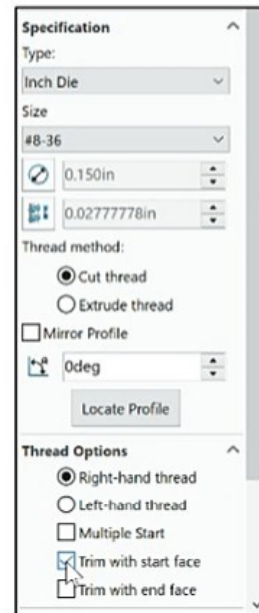 Specification
Type:
Inch Die
Size
#8-36
0.150in
0.02777778in
Thread method:
Cut thread
Extrude thread
Mirror Profile
0deg
Locate Profile
Thread Options
Right-hand thread
Left-hand thread
Multiple Start
Trim with start face
Trim with end face